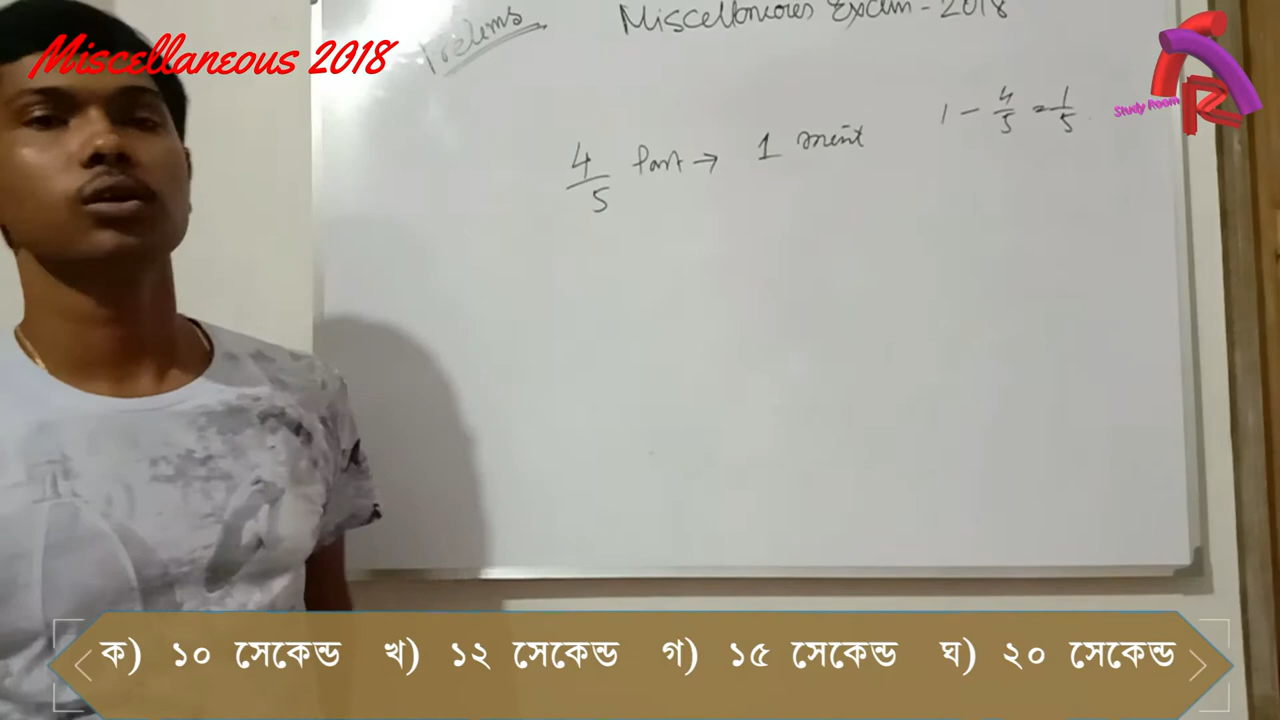 Miscellaneous 2018
Prelims
Miscellaneous Exam - 2018
Study Room
R
4/5 Part → 1 menit
1 - 4/5 = 1/5
ক) ১০ সেকেন্ড খ) ১২ সেকেন্ড গ) ১৫ সেকেন্ড ঘ) ২০ সেকেন্ড